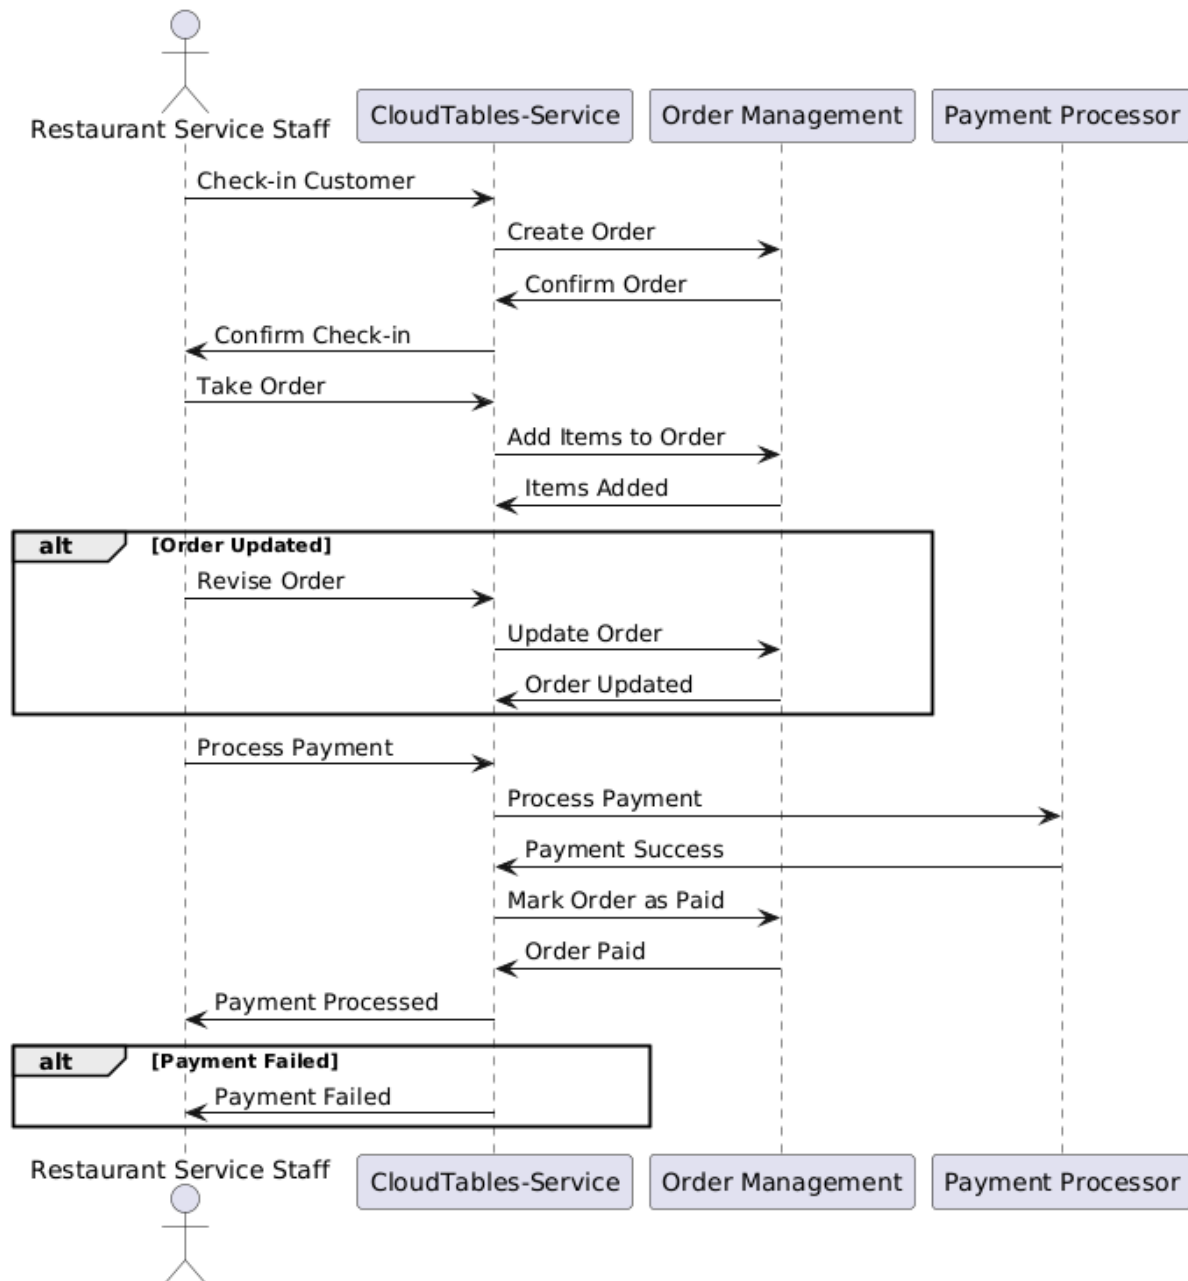 Restaurant Service Staff
CloudTables-Service
Order Management
Payment Processor
Check-in Customer
Create Order
Confirm Order
Confirm Check-in
Take Order
Add Items to Order
Items Added
alt
[Order Updated]
Revise Order
Update Order
Order Updated
Process Payment
Process Payment
Payment Success
Mark Order as Paid
Order Paid
Payment Processed
alt
[Payment Failed]
Payment Failed
Restaurant Service Staff
CloudTables-Service
Order Management
Payment Processor